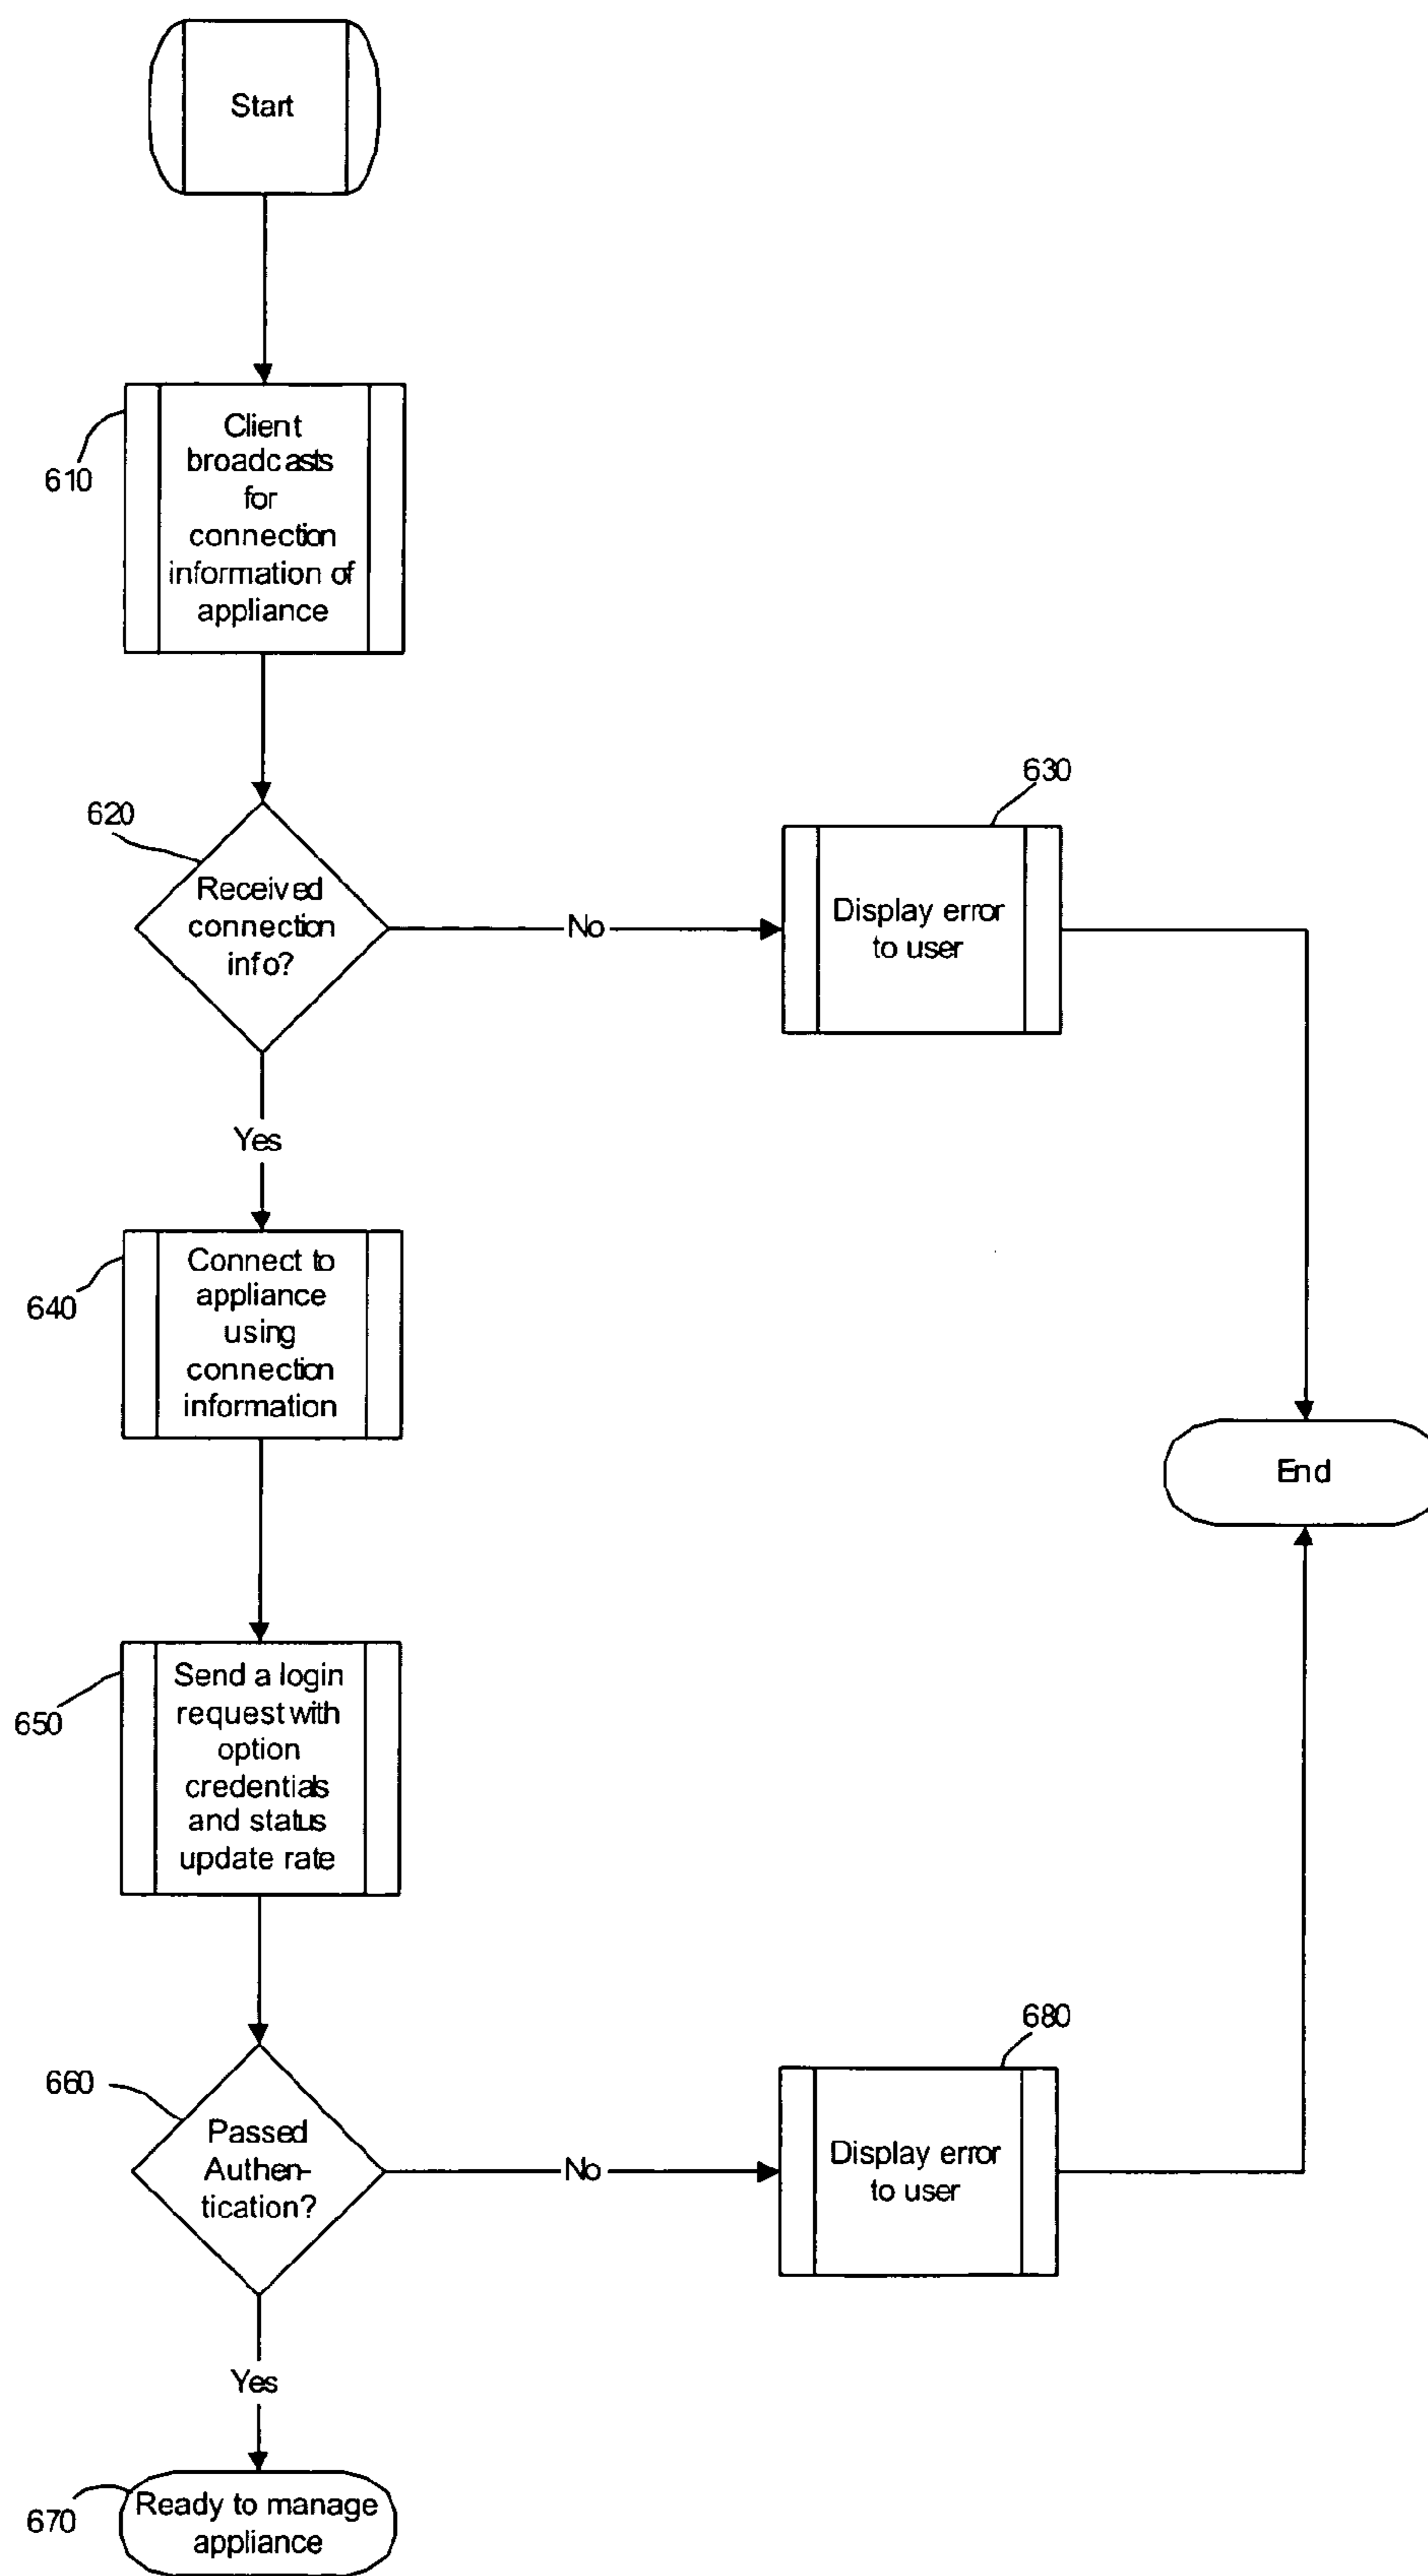 Start
Client
broadcasts
for
connection
information of
appliance
610
630
620
Received
connection
info?
No
Display error
to user
Yes
640
Connect to
appliance
using
connection
information
End
650
Send a login
request with
option
credentials
and status
update rate
680
660
Passed
Authen-
tication?
No
Display error
to user
Yes
670
Ready to manage
appliance